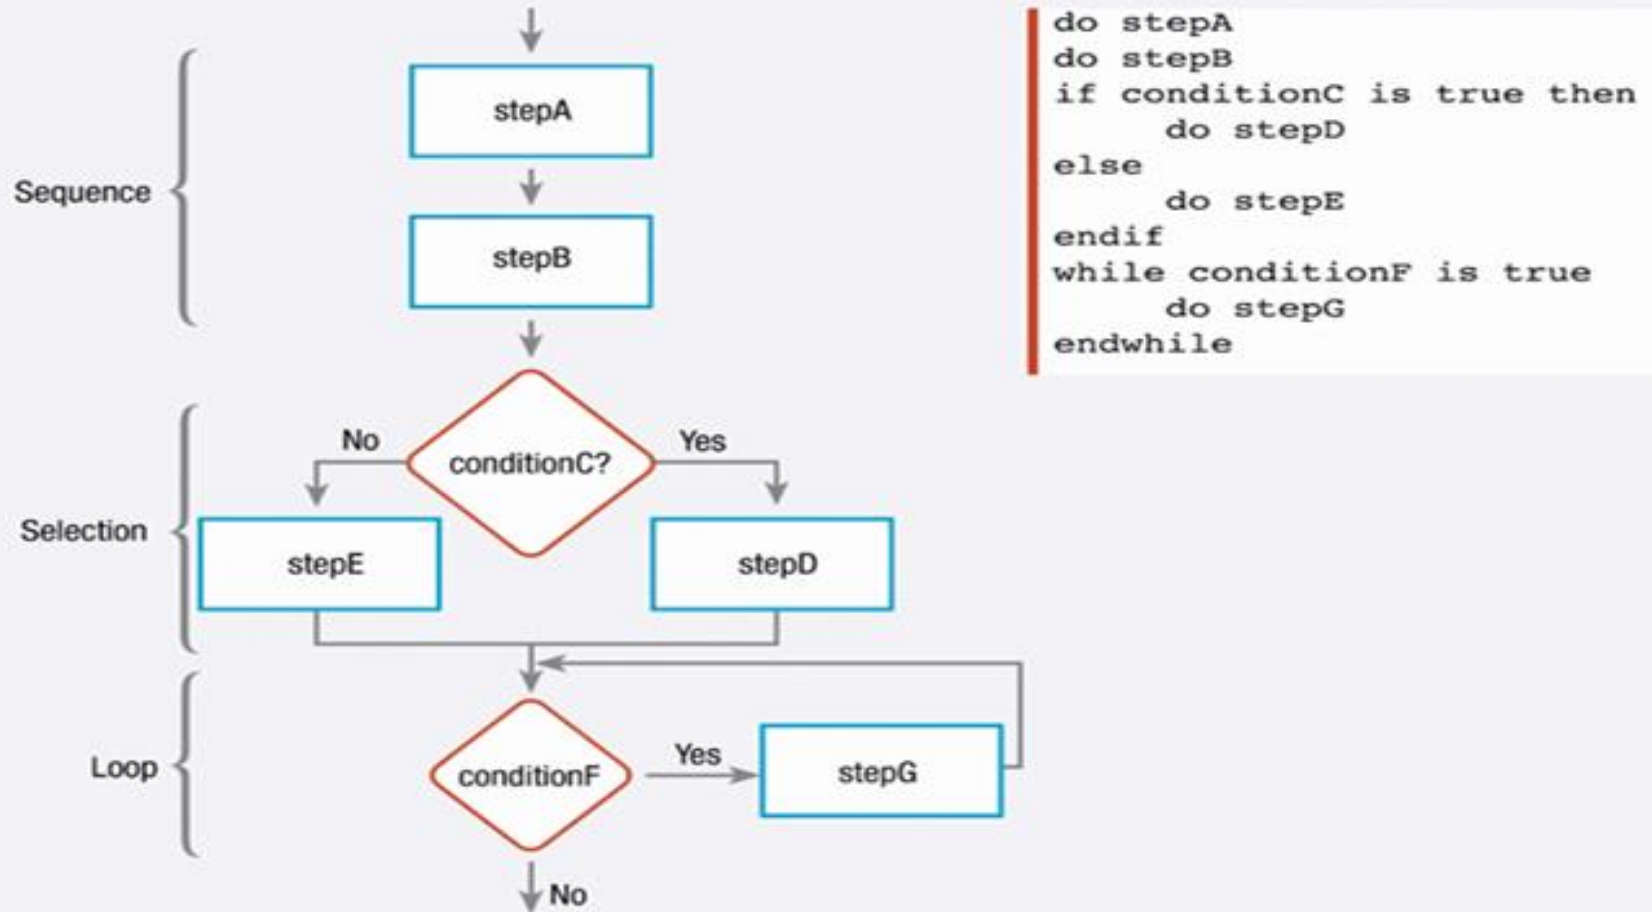 do stepA
do stepB
if conditionC is true then
do stepD
else
do stepE
endif
while conditionF is true
do stepG
endwhile
Sequence
stepA
stepB
Selection
No
conditionC?
Yes
stepE
stepD
Loop
conditionF
Yes
stepG
No